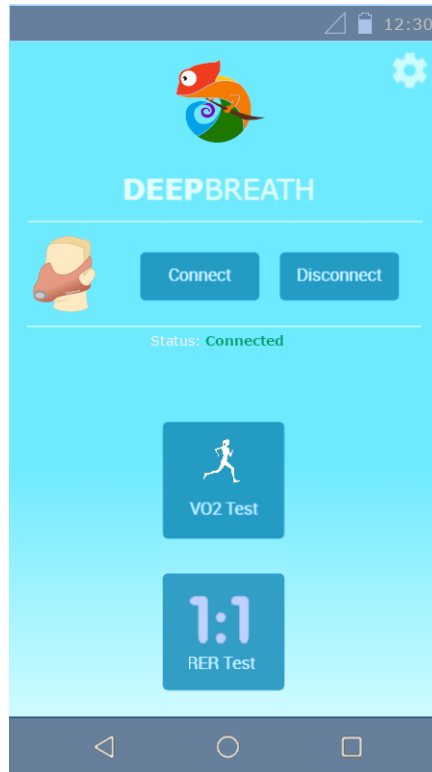 12:30
DEEPBREATH
Connect Disconnect
Status: Connected
VO2 Test
1:1
RER Test